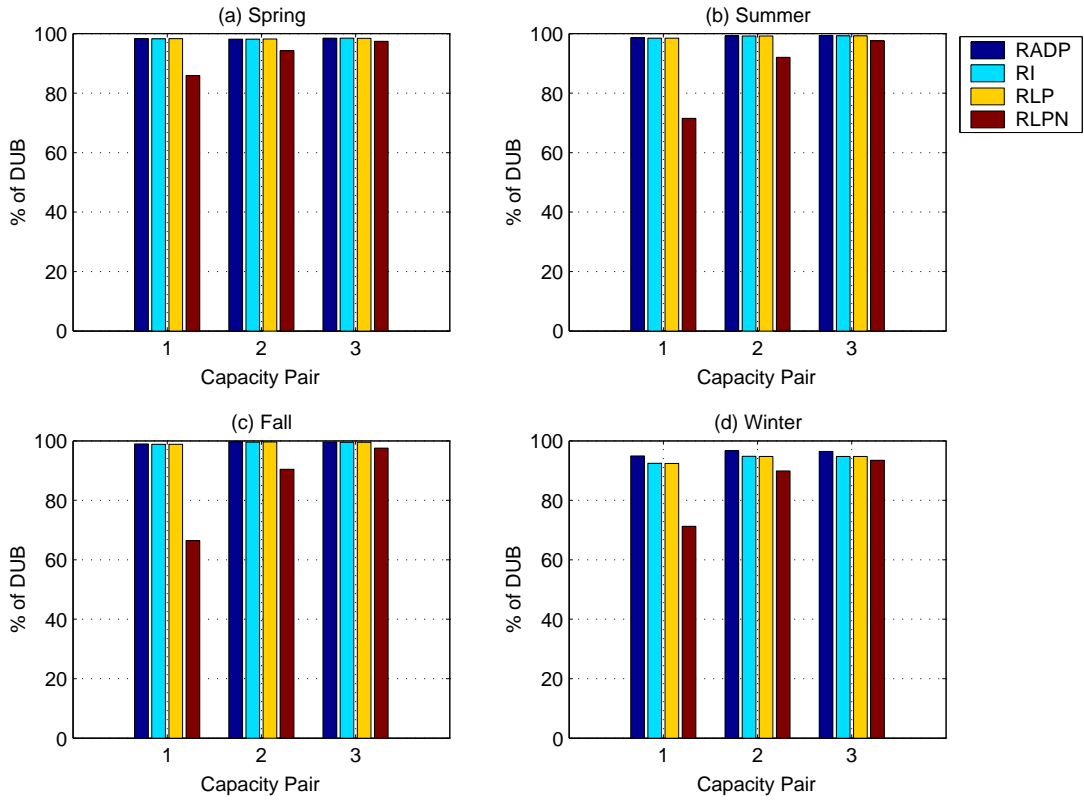 (a) Spring
100
80
60
40
20
0
% of DUB
1 2 3
Capacity Pair
(b) Summer
100
80
60
40
20
0
% of DUB
1 2 3
Capacity Pair
RADP
RI
RLP
RLPN
(c) Fall
100
80
60
40
20
0
% of DUB
1 2 3
Capacity Pair
(d) Winter
100
80
60
40
20
0
% of DUB
1 2 3
Capacity Pair